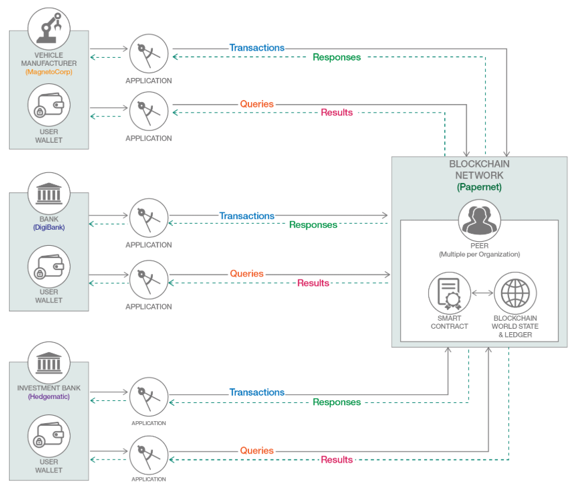 VEHICLE
MANUFACTURER
(MagnetoCorp)
USER
WALLET
APPLICATION
Transactions
Responses
APPLICATION
Queries
Results
BANK
(DigiBank)
USER
WALLET
APPLICATION
Transactions
Responses
APPLICATION
Queries
Results
INVESTMENT BANK
(Hedgematic)
USER
WALLET
APPLICATION
Transactions
Responses
APPLICATION
Queries
Results
BLOCKCHAIN
NETWORK
(Papernet)
PEER
(Multiple per Organization)
SMART
CONTRACT
BLOCKCHAIN
WORLD STATE
& LEDGER